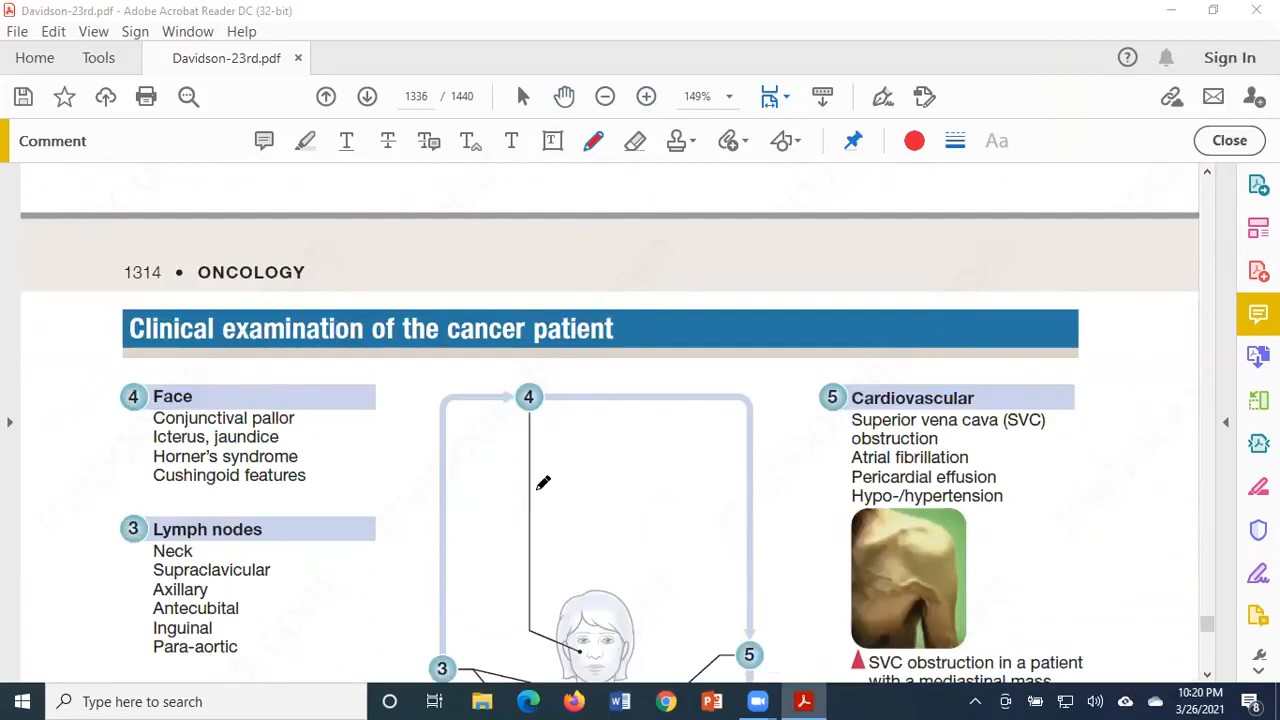 Davidson-23rd.pdf - Adobe Acrobat Reader DC (32-bit)
File Edit View Sign Window Help
Home Tools Davidson-23rd.pdf × Sign In
1336 / 1440 149%
Comment Close
1314 • ONCOLOGY
Clinical examination of the cancer patient
4 Face
Conjunctival pallor
Icterus, jaundice
Horner's syndrome
Cushingoid features
3 Lymph nodes
Neck
Supraclavicular
Axillary
Antecubital
Inguinal
Para-aortic
4
3
5
5 Cardiovascular
Superior vena cava (SVC)
obstruction
Atrial fibrillation
Pericardial effusion
Hypo-/hypertension
SVC obstruction in a patient
with a mediastinal mass
Type here to search
10:20 PM
3/26/2021
8